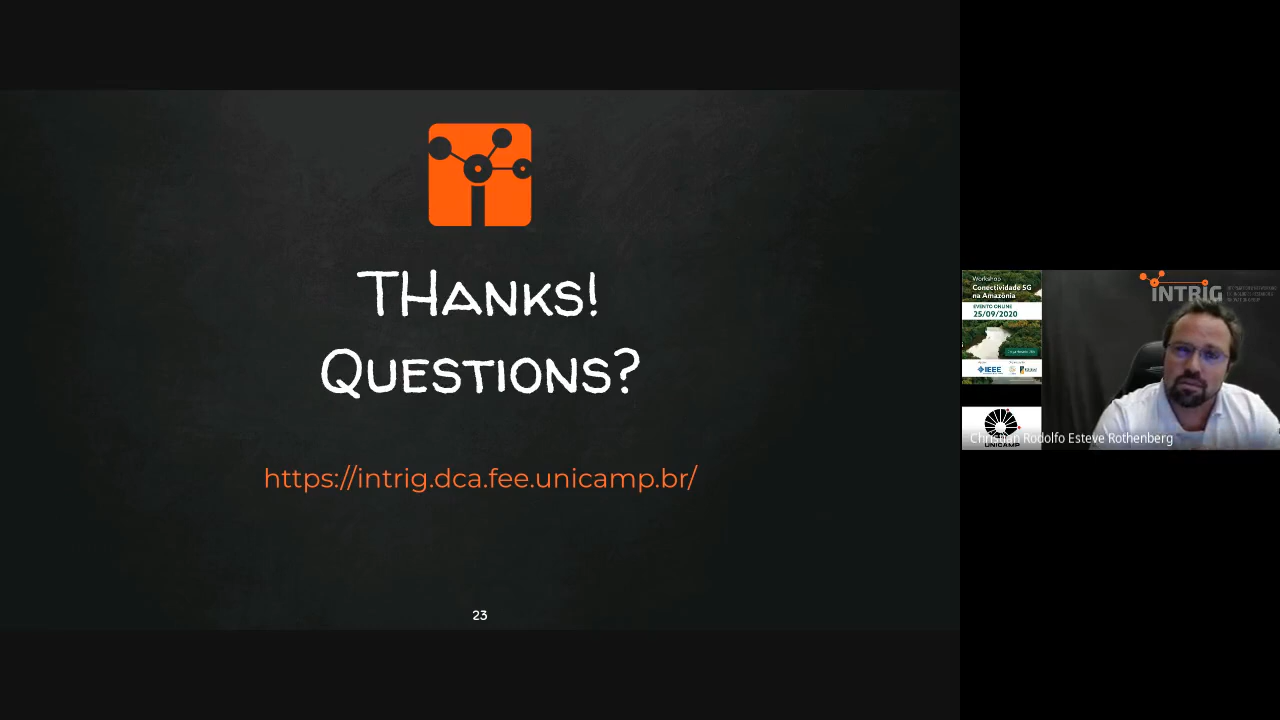 THanks!
Questions?
https://intrig.dca.fee.unicamp.br/
23
Workshop
Conectividade 5G
na Amazônia
EVENTO ONLINE
25/09/2020
IEEE
INTRIG
Christian Rodolfo Esteve Rothenberg
UNICAMP